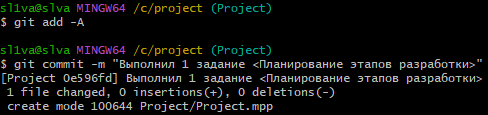 sl1va@slva MINGW64 /c/project (Project)
$ git add -A
sl1va@slva MINGW64 /c/project (Project)
$ git commit -m "Выполнил 1 задание <Планирование этапов разработки>"
[Project 0e596fd] Выполнил 1 задание <Планирование этапов разработки>
1 file changed, 0 insertions(+), 0 deletions(-)
create mode 100644 Project/Project.mpp